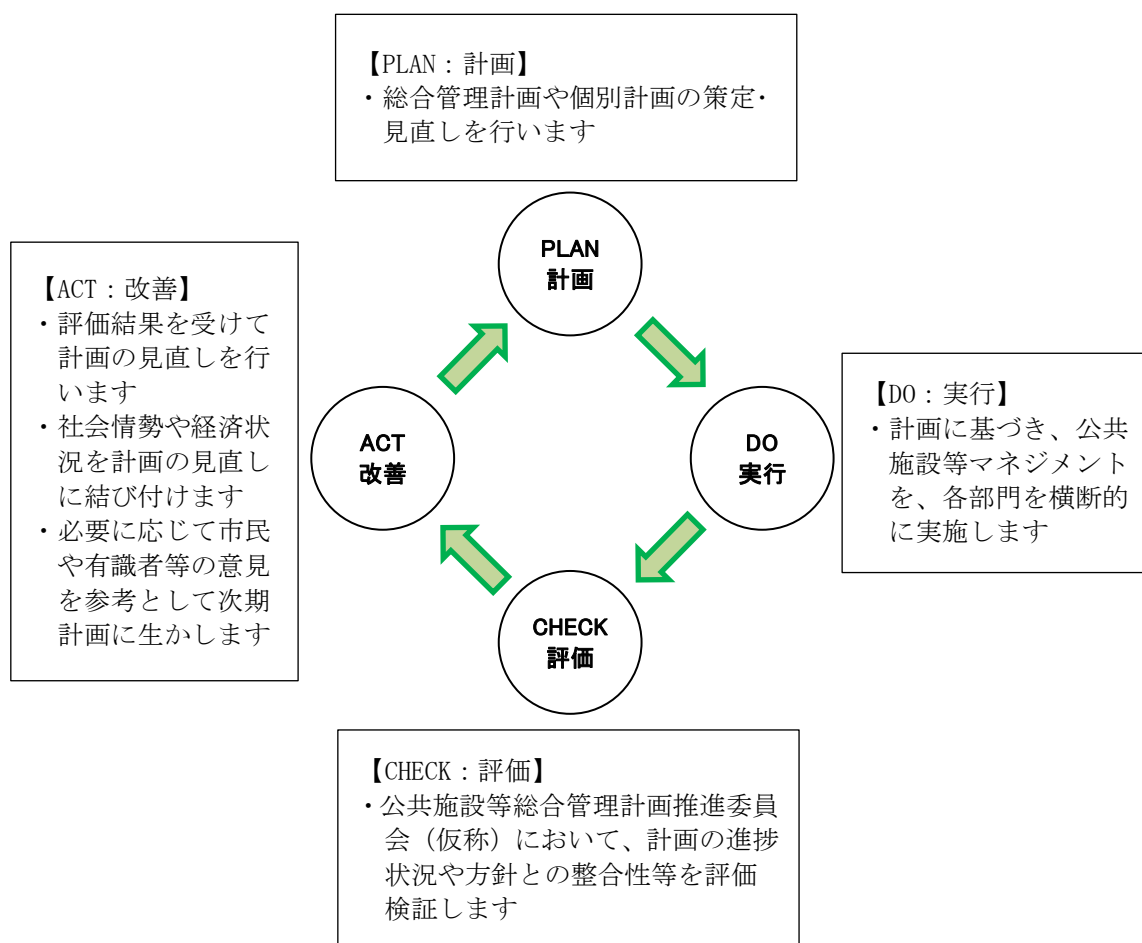 【PLAN：計画】
・総合管理計画や個別計画の策定・
見直しを行います
PLAN
計画
【ACT：改善】
・評価結果を受けて
計画の見直しを行
います
・社会情勢や経済状
況を計画の見直し
に結び付けます
・必要に応じて市民
や有識者等の意見
を参考として次期
計画に生かします
ACT
改善
DO
実行
【DO：実行】
・計画に基づき、公共
施設等マネジメント
を、各部門を横断的
に実施します
CHECK
評価
【CHECK：評価】
・公共施設等総合管理計画推進委員
会（仮称）において、計画の進捗
状況や方針との整合性等を評価
検証します